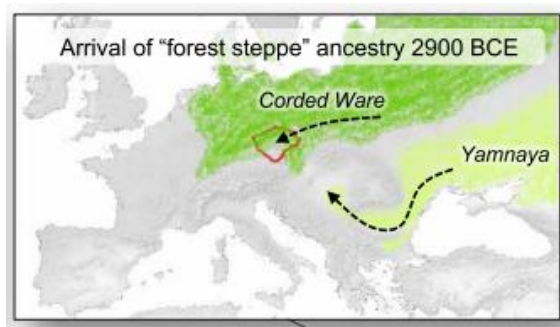 Arrival of “forest steppe” ancestry 2900 BCE
Corded Ware
Yamnaya